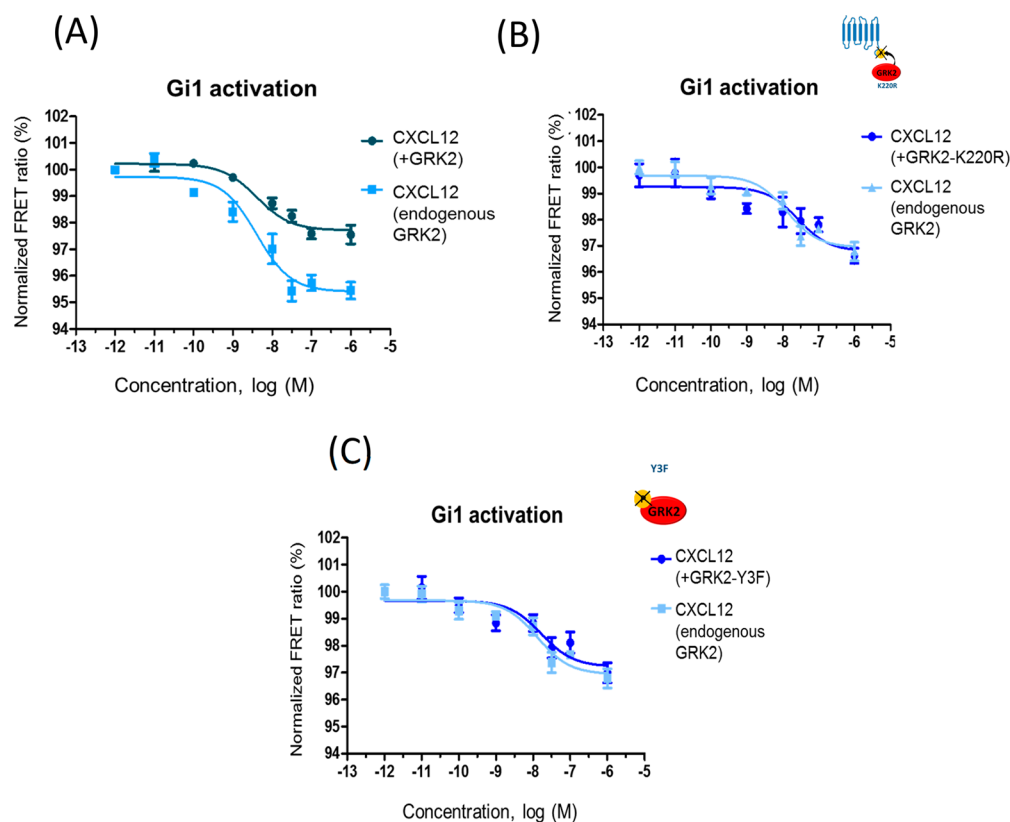 (A)
Gi1 activation
Normalized FRET ratio (%)
102
101
100
99
98
97
96
95
94
-13 -12 -11 -10 -9 -8 -7 -6 -5
Concentration, log (M)
CXCL12
(+GRK2)
CXCL12
(endogenous
GRK2)
(B)
GRK2
K220R
Gi1 activation
Normalized FRET ratio (%)
102
101
100
99
98
97
96
95
94
-13 -12 -11 -10 -9 -8 -7 -6 -5
Concentration, log (M)
CXCL12
(+GRK2-K220R)
CXCL12
(endogenous
GRK2)
(C)
Y3F
P
GRK2
Gi1 activation
Normalized FRET ratio (%)
102
101
100
99
98
97
96
95
94
-13 -12 -11 -10 -9 -8 -7 -6 -5
Concentration, log (M)
CXCL12
(+GRK2-Y3F)
CXCL12
(endogenous
GRK2)